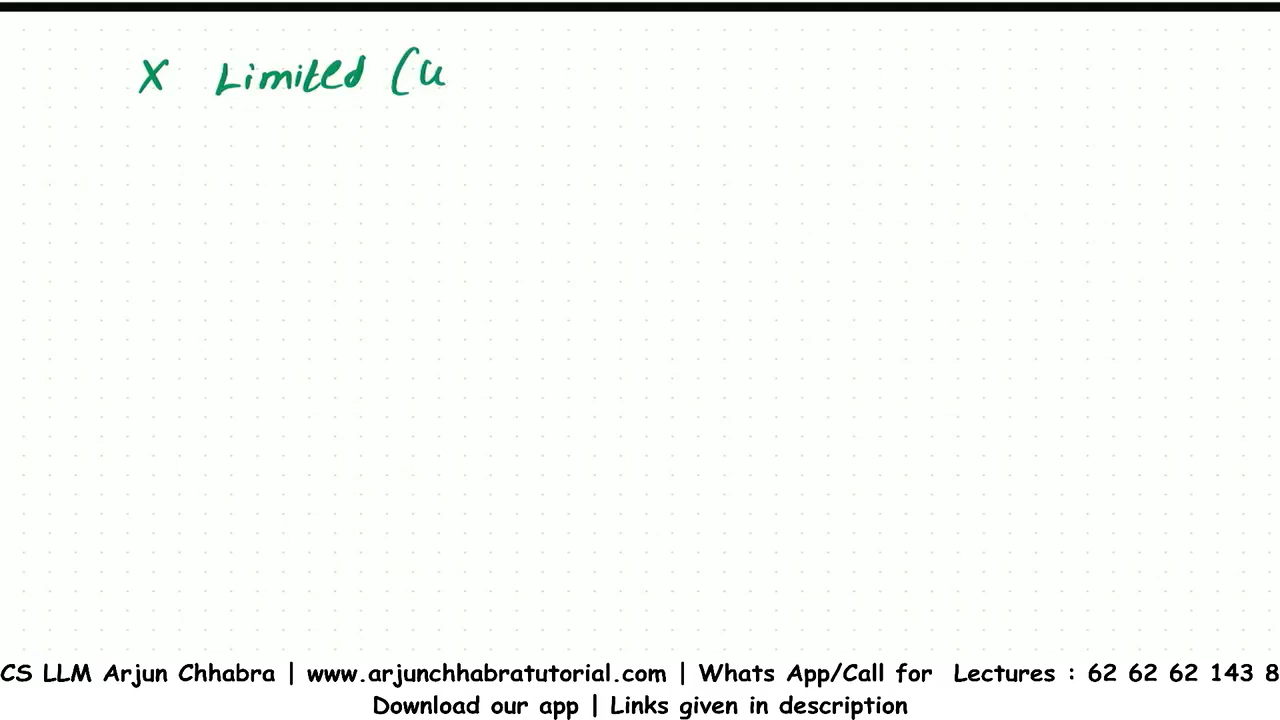 X Limited (u
CS LLM Arjun Chhabra | www.arjunchhabratutorial.com | Whats App/Call for Lectures : 62 62 62 143 8
Download our app | Links given in description